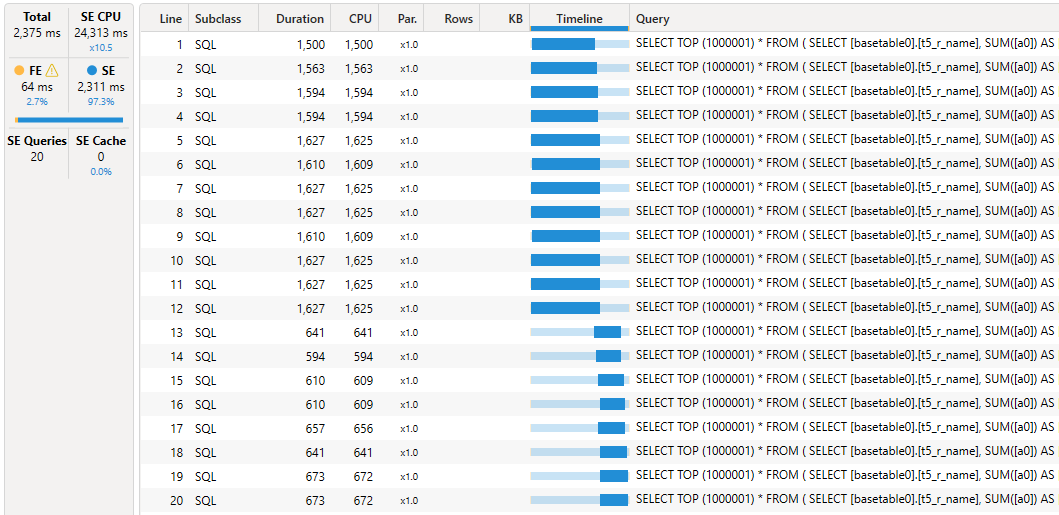 Total SE CPU
2,375 ms 24,313 ms
x10.5
FE SE
64 ms 2,311 ms
2.7% 97.3%
SE Queries SE Cache
20 0
0.0%
Line Subclass Duration CPU Par. Rows KB Timeline Query
1 SQL 1,500 1,500 x1.0 SELECT TOP (1000001) * FROM ( SELECT [basetable0].[t5_r_name], SUM([a0]) AS
2 SQL 1,563 1,563 x1.0 SELECT TOP (1000001) * FROM ( SELECT [basetable0].[t5_r_name], SUM([a0]) AS
3 SQL 1,594 1,594 x1.0 SELECT TOP (1000001) * FROM ( SELECT [basetable0].[t5_r_name], SUM([a0]) AS
4 SQL 1,594 1,594 x1.0 SELECT TOP (1000001) * FROM ( SELECT [basetable0].[t5_r_name], SUM([a0]) AS
5 SQL 1,627 1,625 x1.0 SELECT TOP (1000001) * FROM ( SELECT [basetable0].[t5_r_name], SUM([a0]) AS
6 SQL 1,610 1,609 x1.0 SELECT TOP (1000001) * FROM ( SELECT [basetable0].[t5_r_name], SUM([a0]) AS
7 SQL 1,627 1,625 x1.0 SELECT TOP (1000001) * FROM ( SELECT [basetable0].[t5_r_name], SUM([a0]) AS
8 SQL 1,627 1,625 x1.0 SELECT TOP (1000001) * FROM ( SELECT [basetable0].[t5_r_name], SUM([a0]) AS
9 SQL 1,610 1,609 x1.0 SELECT TOP (1000001) * FROM ( SELECT [basetable0].[t5_r_name], SUM([a0]) AS
10 SQL 1,627 1,625 x1.0 SELECT TOP (1000001) * FROM ( SELECT [basetable0].[t5_r_name], SUM([a0]) AS
11 SQL 1,627 1,625 x1.0 SELECT TOP (1000001) * FROM ( SELECT [basetable0].[t5_r_name], SUM([a0]) AS
12 SQL 1,627 1,625 x1.0 SELECT TOP (1000001) * FROM ( SELECT [basetable0].[t5_r_name], SUM([a0]) AS
13 SQL 641 641 x1.0 SELECT TOP (1000001) * FROM ( SELECT [basetable0].[t5_r_name], SUM([a0]) AS
14 SQL 594 594 x1.0 SELECT TOP (1000001) * FROM ( SELECT [basetable0].[t5_r_name], SUM([a0]) AS
15 SQL 610 609 x1.0 SELECT TOP (1000001) * FROM ( SELECT [basetable0].[t5_r_name], SUM([a0]) AS
16 SQL 610 609 x1.0 SELECT TOP (1000001) * FROM ( SELECT [basetable0].[t5_r_name], SUM([a0]) AS
17 SQL 657 656 x1.0 SELECT TOP (1000001) * FROM ( SELECT [basetable0].[t5_r_name], SUM([a0]) AS
18 SQL 641 641 x1.0 SELECT TOP (1000001) * FROM ( SELECT [basetable0].[t5_r_name], SUM([a0]) AS
19 SQL 673 672 x1.0 SELECT TOP (1000001) * FROM ( SELECT [basetable0].[t5_r_name], SUM([a0]) AS
20 SQL 673 672 x1.0 SELECT TOP (1000001) * FROM ( SELECT [basetable0].[t5_r_name], SUM([a0]) AS